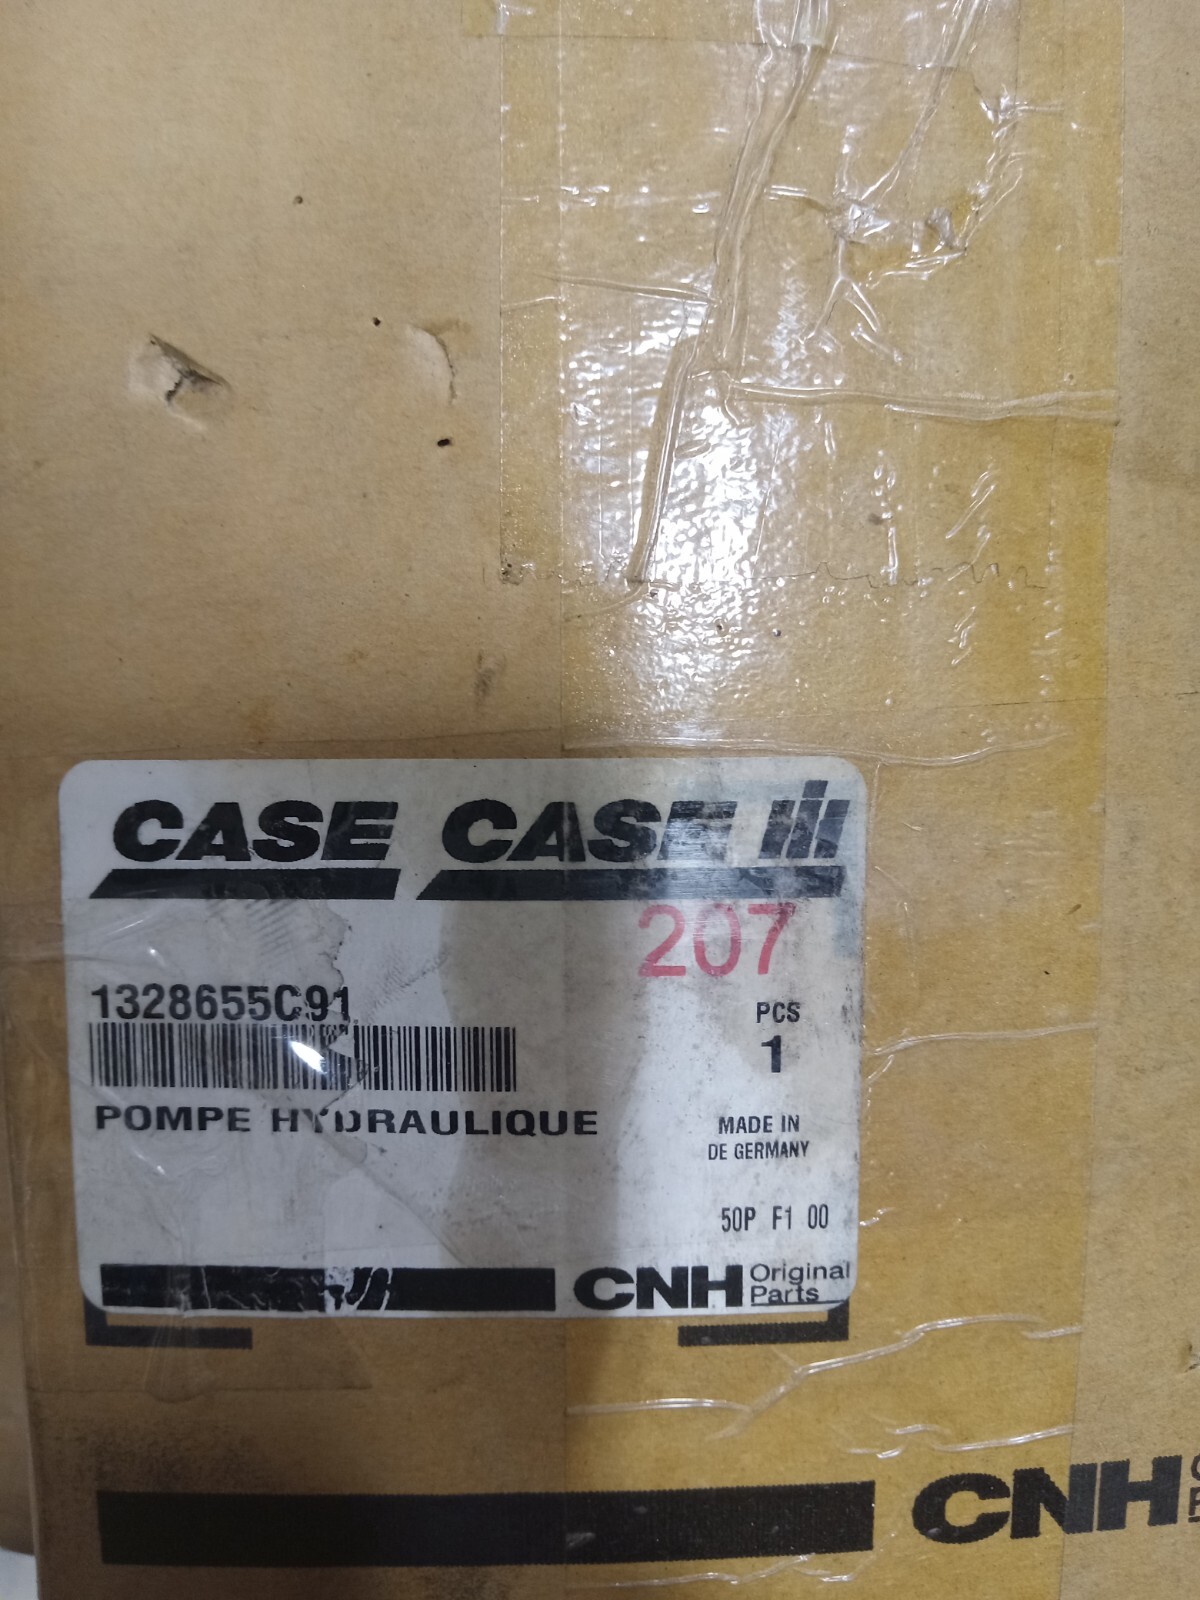 CASE CASE III
207
1328655C91
PCS
1
POMPE HYDRAULIQUE
MADE IN
DE GERMANY
50P F1 00
CNH Original
Parts
CNH